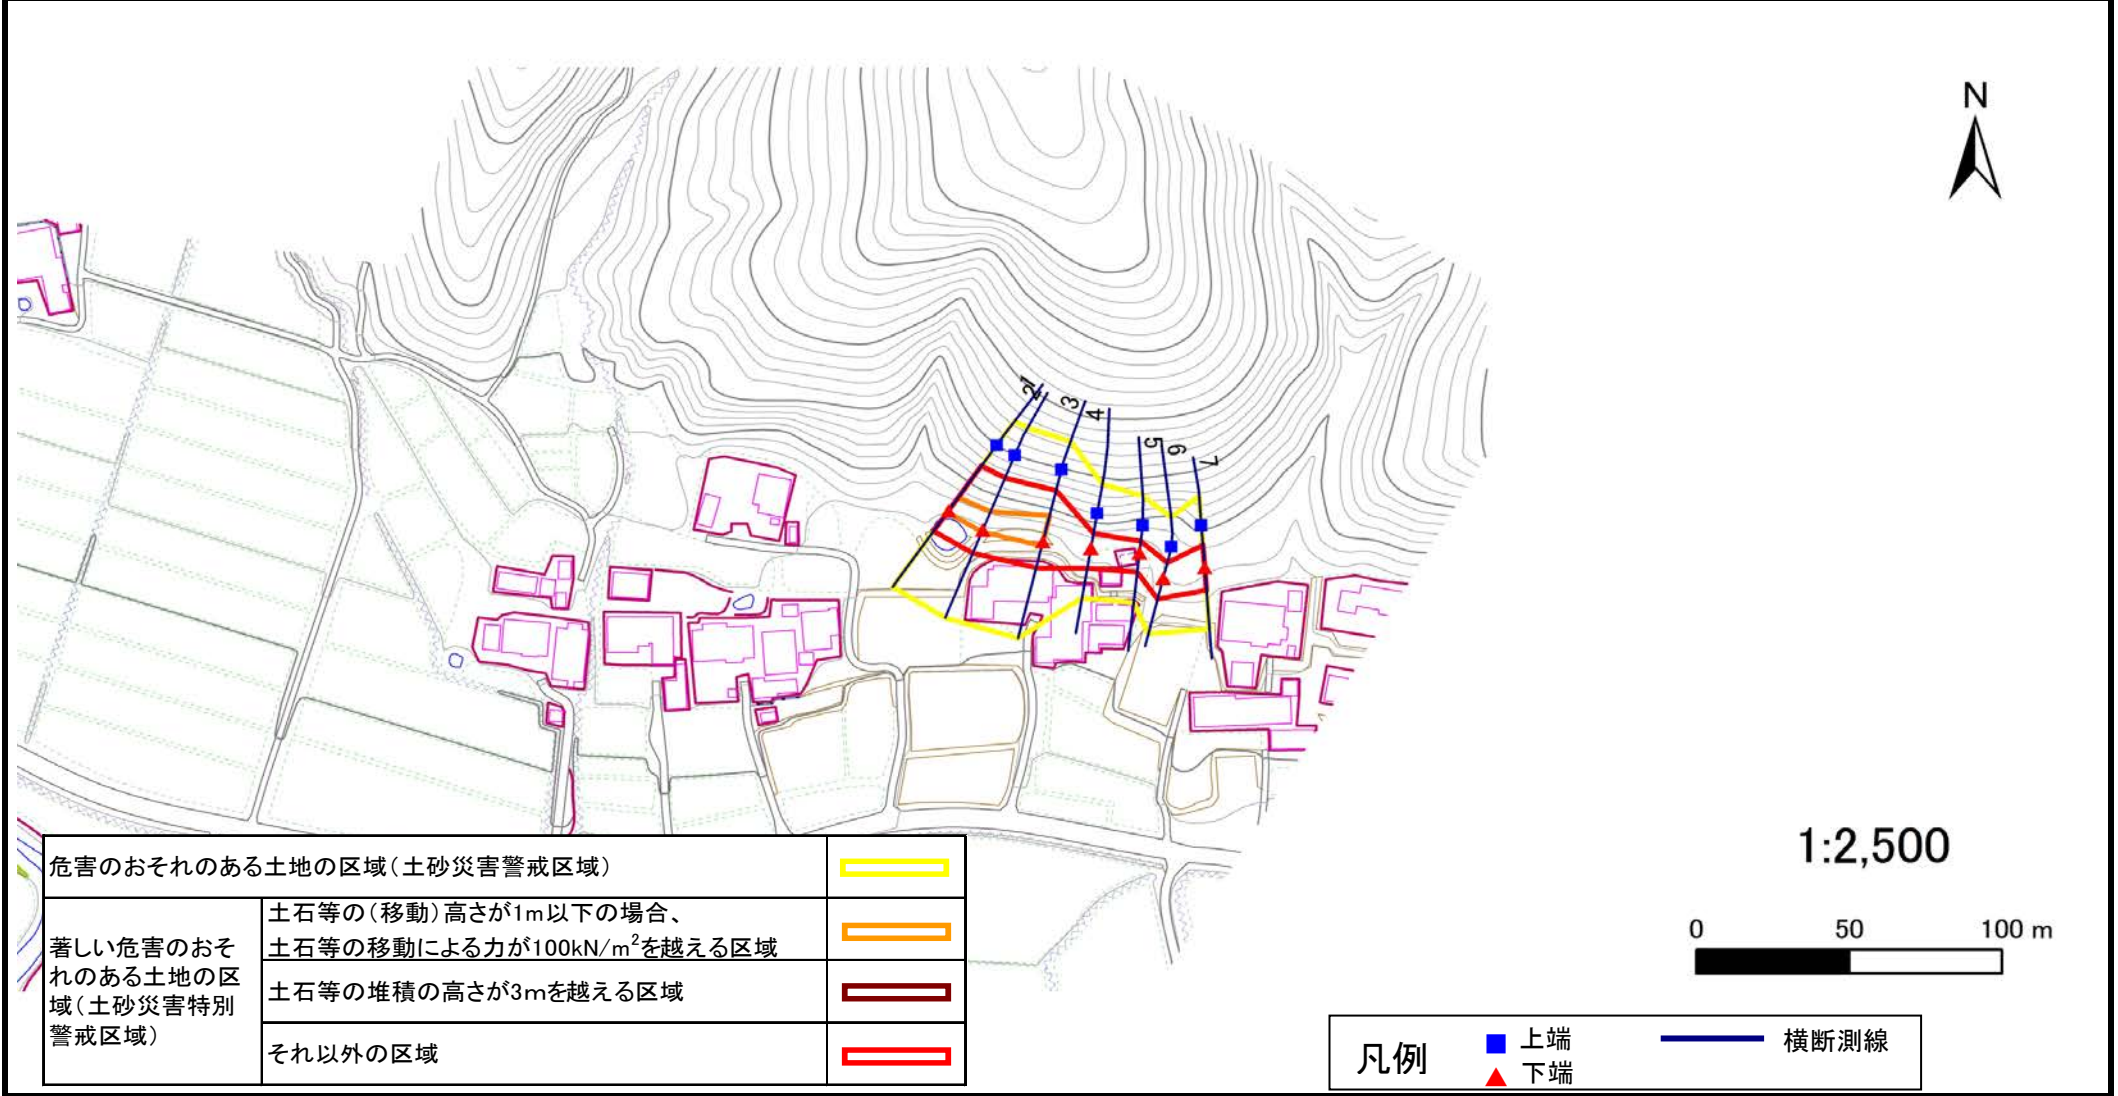 N
1
2
3
4
5
6
7
1:2,500
0 50 100 m
危害のおそれのある土地の区域(土砂災害警戒区域)
著しい危害のおそ
れのある土地の区
域(土砂災害特別
警戒区域)
土石等の(移動)高さが1m以下の場合、
土石等の移動による力が100kN/m²を越える区域
土石等の堆積の高さが3mを越える区域
それ以外の区域
凡例
上端
下端
横断測線